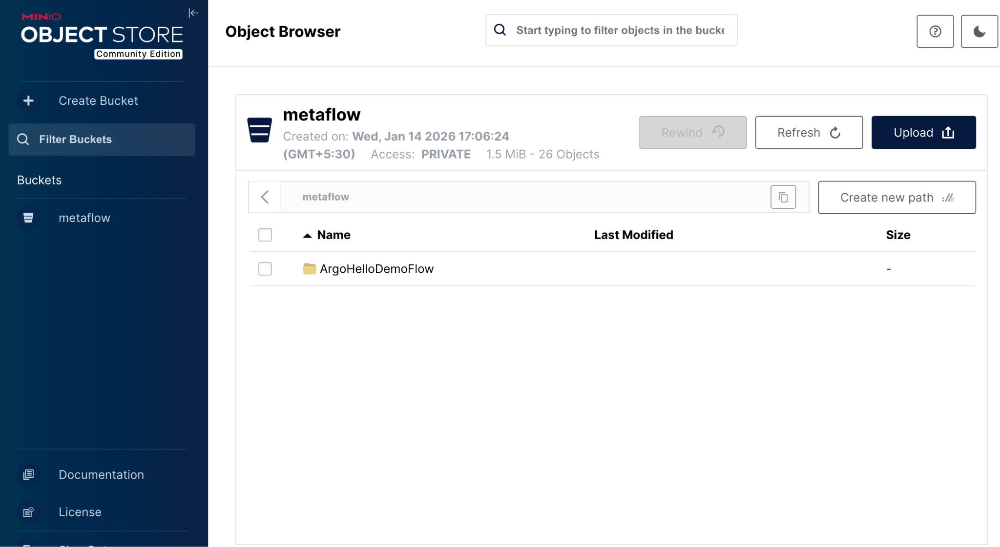 MINIO
OBJECT STORE
Community Edition
Create Bucket
Filter Buckets
Buckets
metaflow
Documentation
License
Object Browser
Start typing to filter objects in the bucke
metaflow
Created on: Wed, Jan 14 2026 17:06:24
(GMT+5:30) Access: PRIVATE 1.5 MiB - 26 Objects
Rewind
Refresh
Upload
metaflow
Create new path
Name Last Modified Size
ArgoHelloDemoFlow -